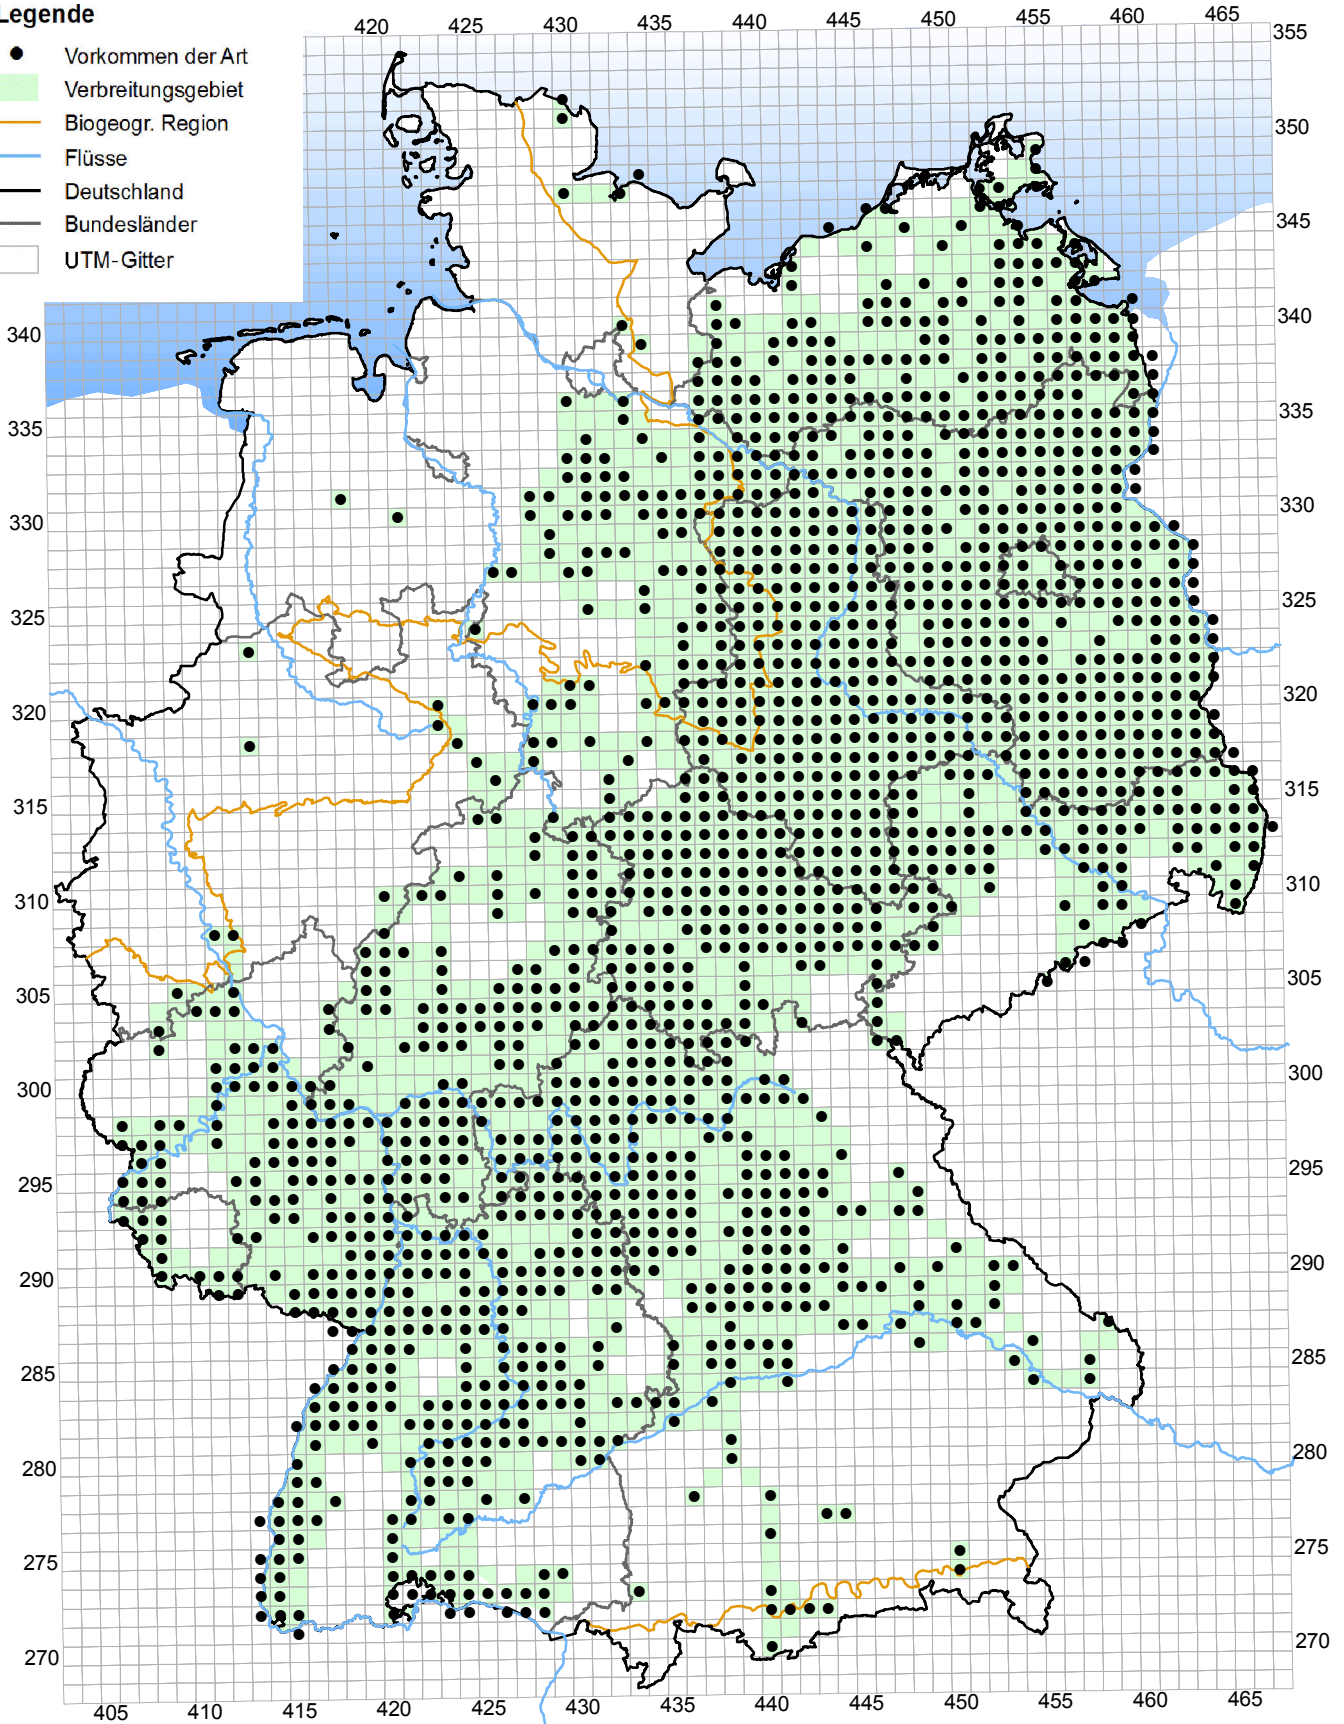 Legende
Vorkommen der Art
Verbreitungsgebiet
Biogeogr. Region
Flüsse
Deutschland
Bundesländer
UTM-Gitter
420 425 430 435 440 445 450 455 460 465
355
350
345
340 340
335 335
330 330
325 325
320 320
315 315
310 310
305 305
300 300
295 295
290 290
285 285
280 280
275 275
270 270
405 410 415 420 425 430 435 440 445 450 455 460 465